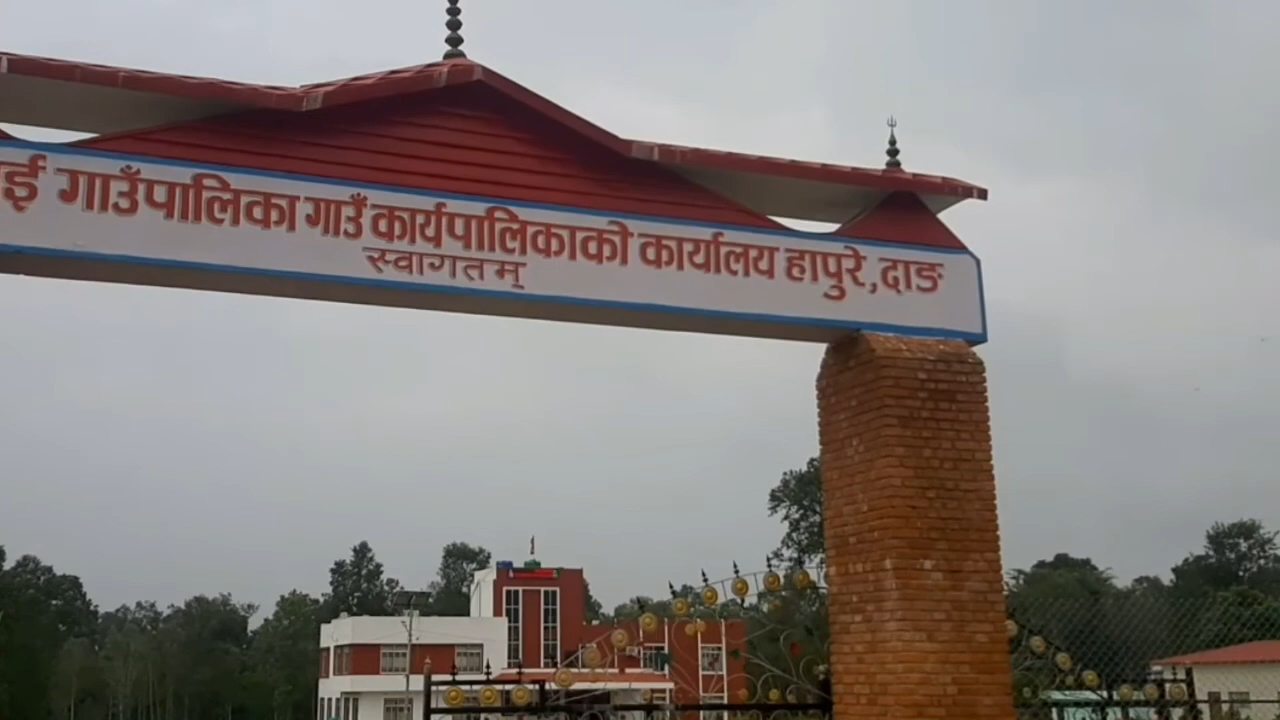 गाउँपालिका गाउँ कार्यपालिकाको कार्यालय हापुरे, दाङ
स्वागतम्